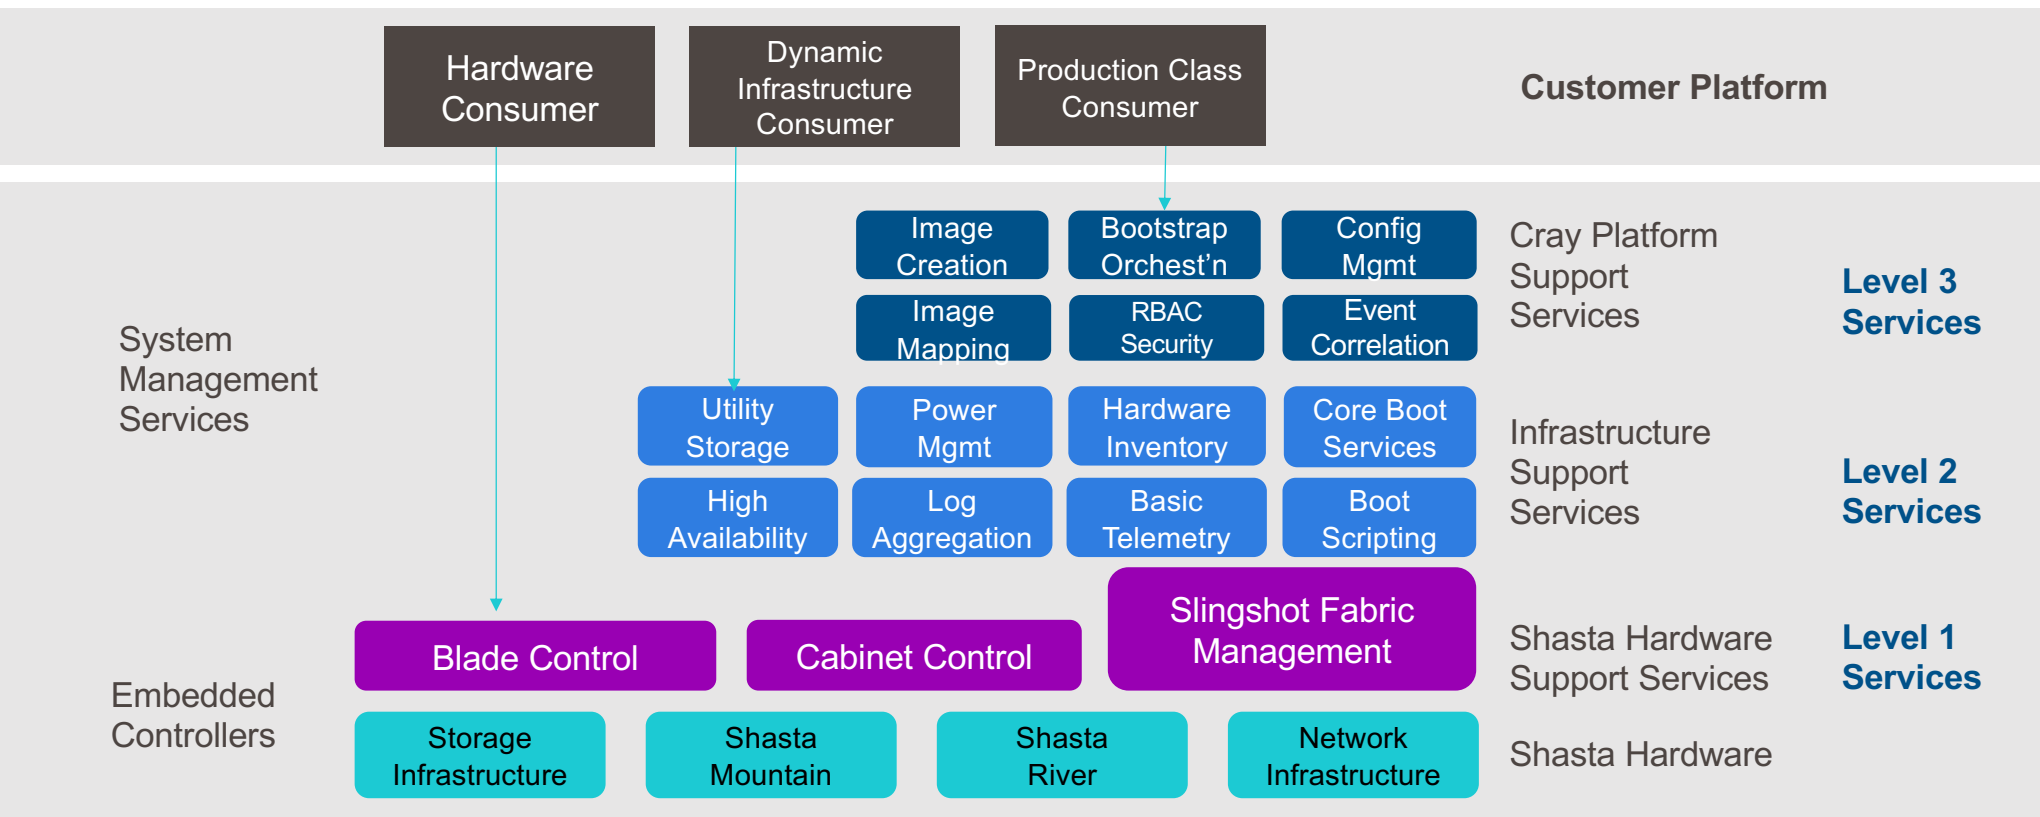 Hardware
Consumer
Dynamic
Infrastructure
Consumer
Production Class
Consumer
Customer Platform
System
Management
Services
Image
Creation
Bootstrap
Orchest’n
Config
Mgmt
Image
Mapping
RBAC
Security
Event
Correlation
Cray Platform
Support
Services
Level 3
Services
Utility
Storage
Power
Mgmt
Hardware
Inventory
Core Boot
Services
High
Availability
Log
Aggregation
Basic
Telemetry
Boot
Scripting
Infrastructure
Support
Services
Level 2
Services
Embedded
Controllers
Blade Control
Cabinet Control
Slingshot Fabric
Management
Shasta Hardware
Support Services
Level 1
Services
Storage
Infrastructure
Shasta
Mountain
Shasta
River
Network
Infrastructure
Shasta Hardware